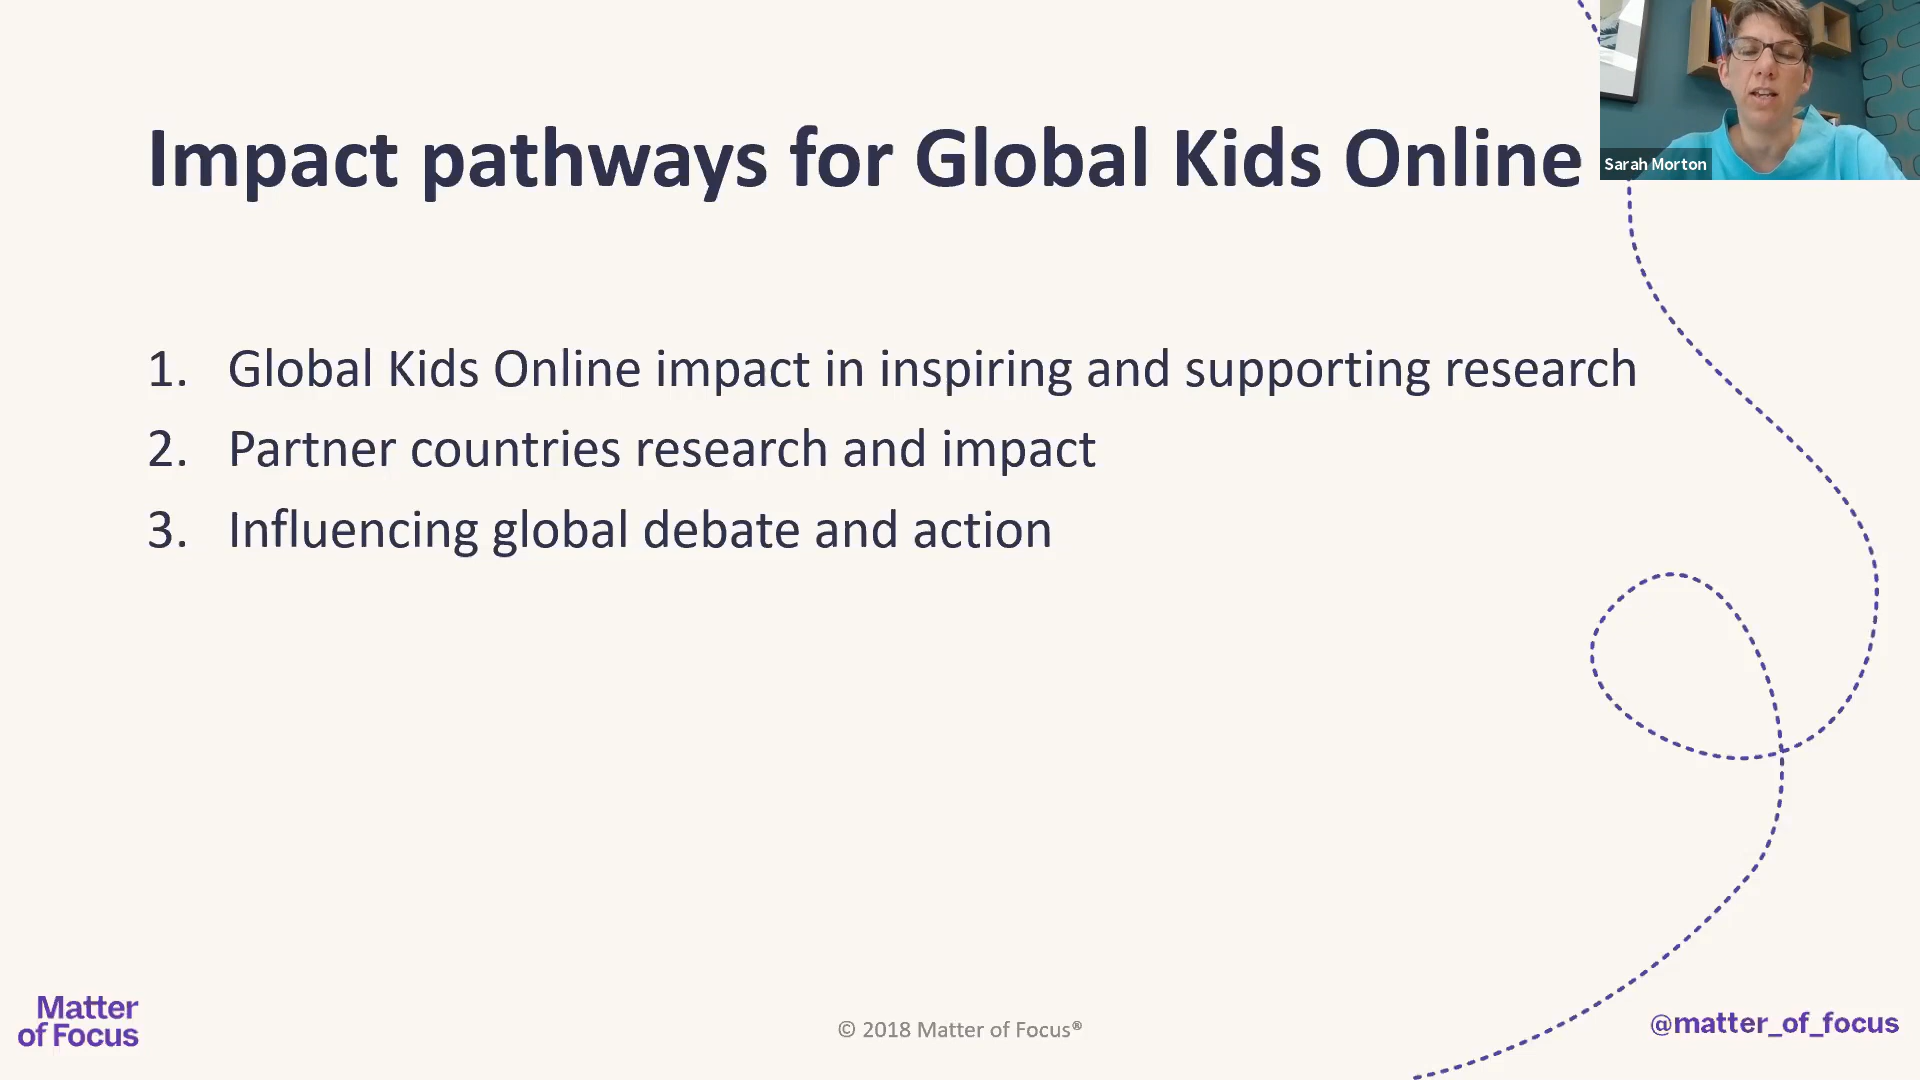 Impact pathways for Global Kids Online
Sarah Morton
1. Global Kids Online impact in inspiring and supporting research
2. Partner countries research and impact
3. Influencing global debate and action
Matter
of Focus
© 2018 Matter of Focus®
@matter_of_focus